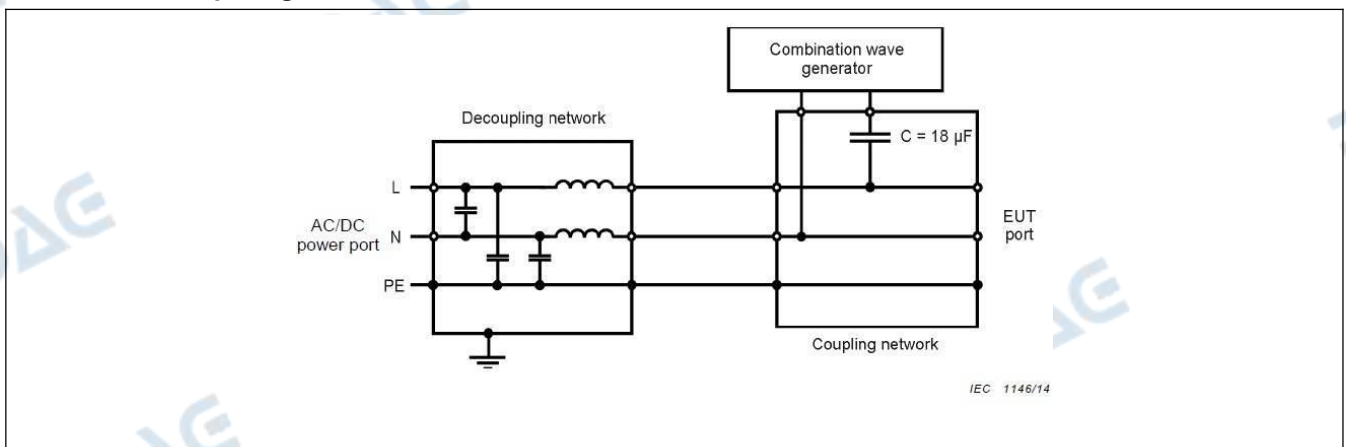 Combination wave
generator
Decoupling network
C = 18 µF
L
AC/DC
power port
N
EUT
port
PE
Coupling network
IEC 1146/14